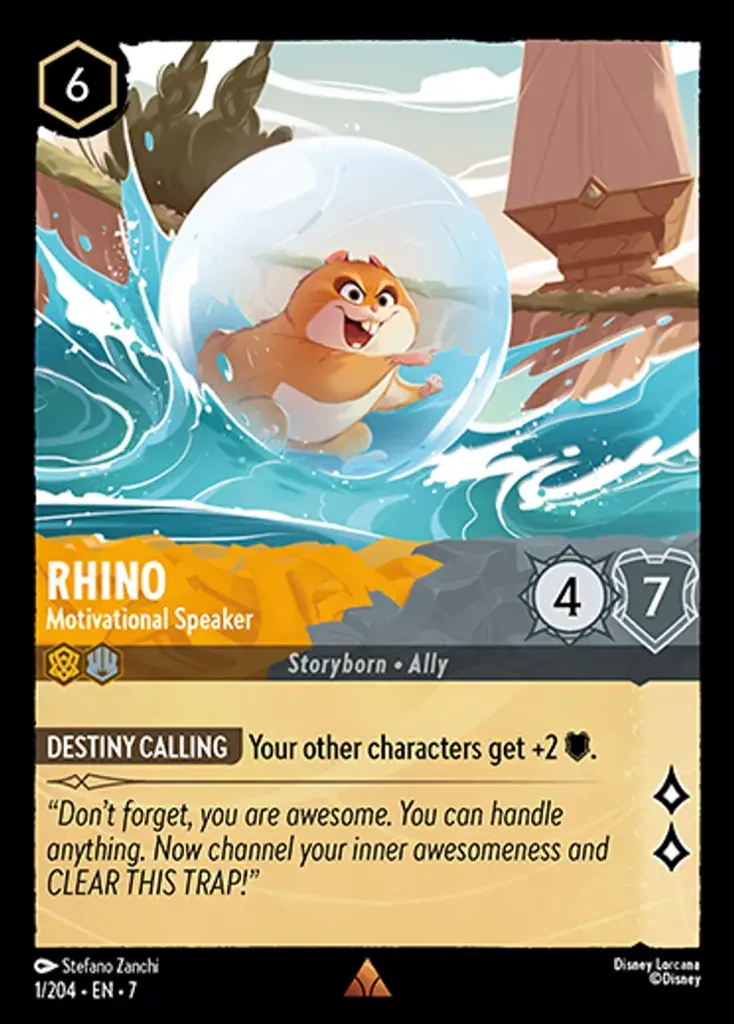 6
RHINO
Motivational Speaker
4
7
Storyborn • Ally
DESTINY CALLING Your other characters get +2 .
“Don’t forget, you are awesome. You can handle
anything. Now channel your inner awesomeness and
CLEAR THIS TRAP!”
Stefano Zanchi
1/204 • EN • 7
Disney Lorcana
©Disney